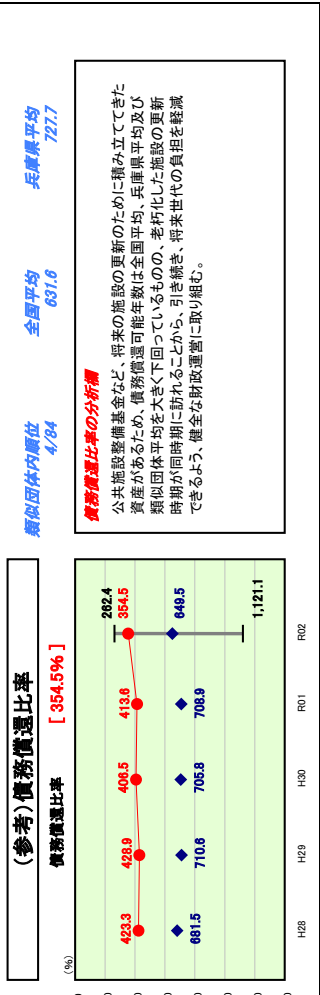 (参考)債務償還比率
債務償還比率 [ 354.5% ]
類似団体内順位
4/84
全国平均
631.6
兵庫県平均
727.7
(%)
262.4
423.3 428.9 406.5 413.6 354.5
681.5 710.6 705.8 708.9 649.5
1,121.1
H28 H29 H30 R01 R02
債務償還比率の分析欄
公共施設整備基金など、将来の施設の更新のために積み立ててきた
資産があるため、債務償還可能年数は全国平均、兵庫県平均及び
類似団体平均を大きく下回っているものの、老朽化した施設の更新
時期が同時期に訪れることから、引き続き、将来世代の負担を軽減
できるよう、健全な財政運営に取り組む。